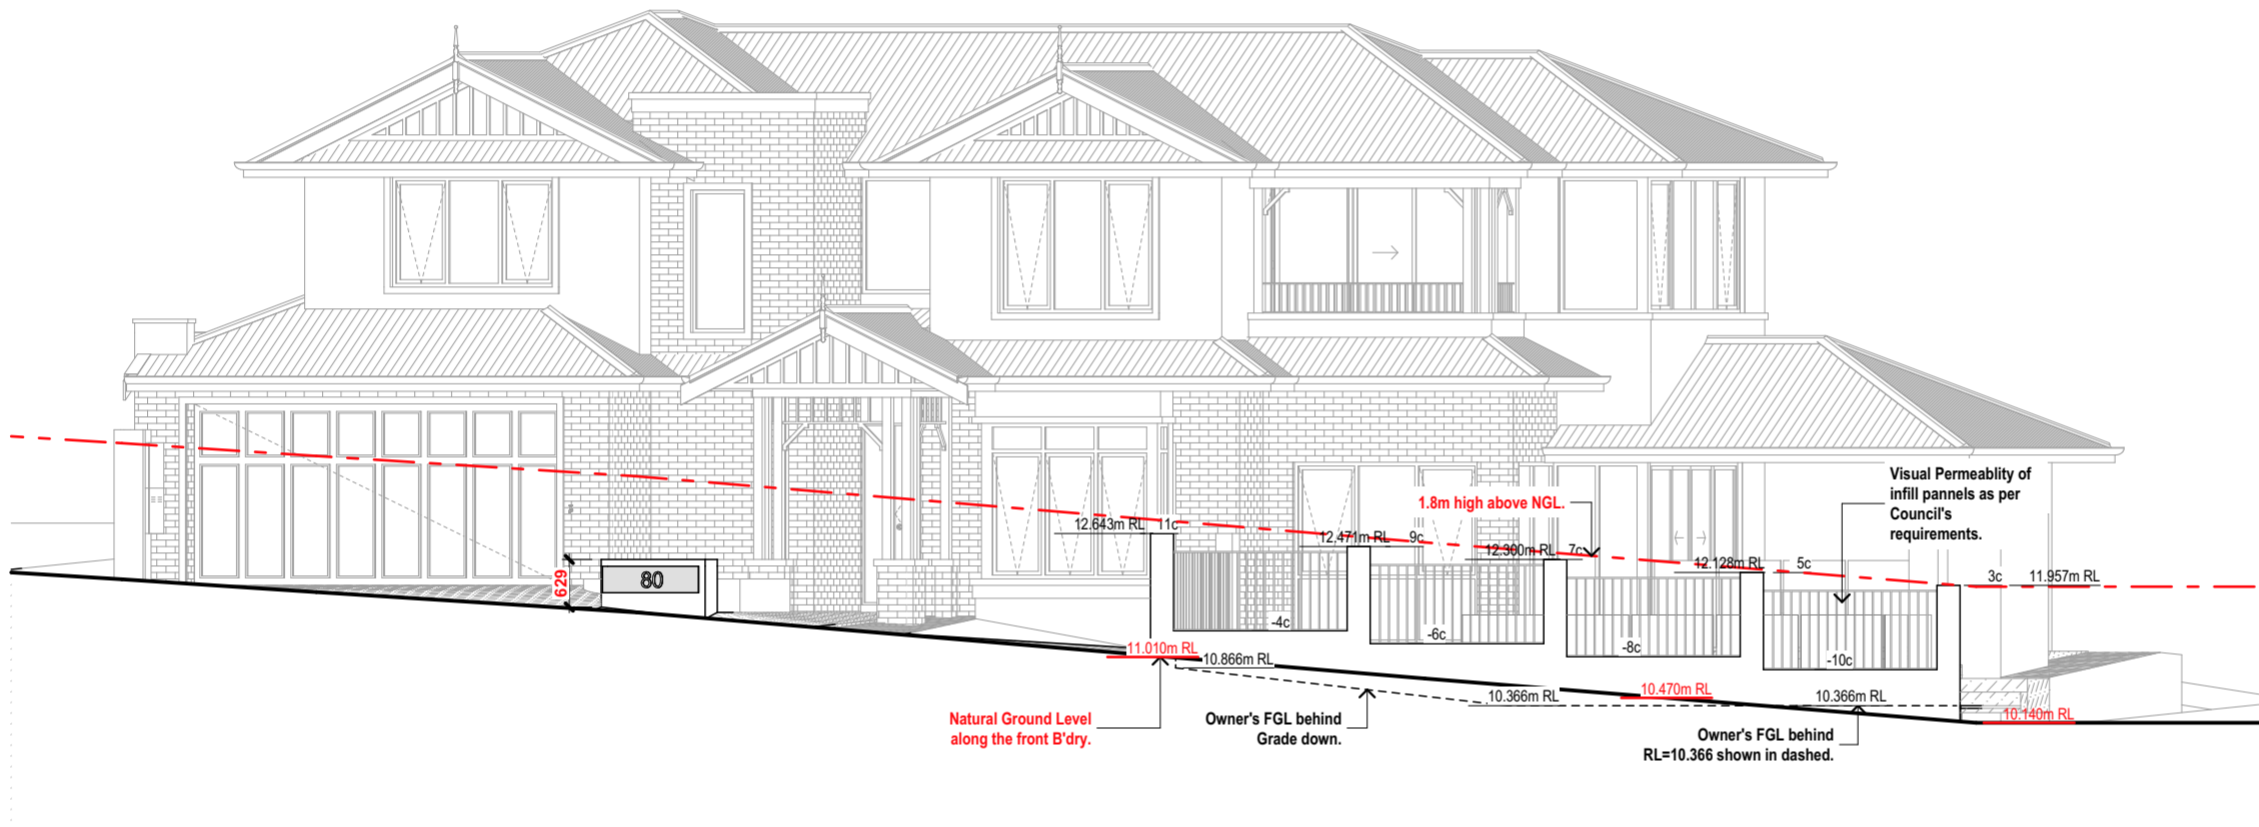 Visual Permeablity of
infill pannels as per
Council's
requirements.
1.8m high above NGL.
12.643m RL 11c
12.471m RL 9c
12.300m RL 7c
12.128m RL 5c
3c 11.957m RL
629
80
-4c
-6c
-8c
-10c
11.010m RL
10.866m RL
10.366m RL
10.470m RL
10.366m RL
10.140m RL
Natural Ground Level
along the front B'dry.
Owner's FGL behind
Grade down.
Owner's FGL behind
RL=10.366 shown in dashed.